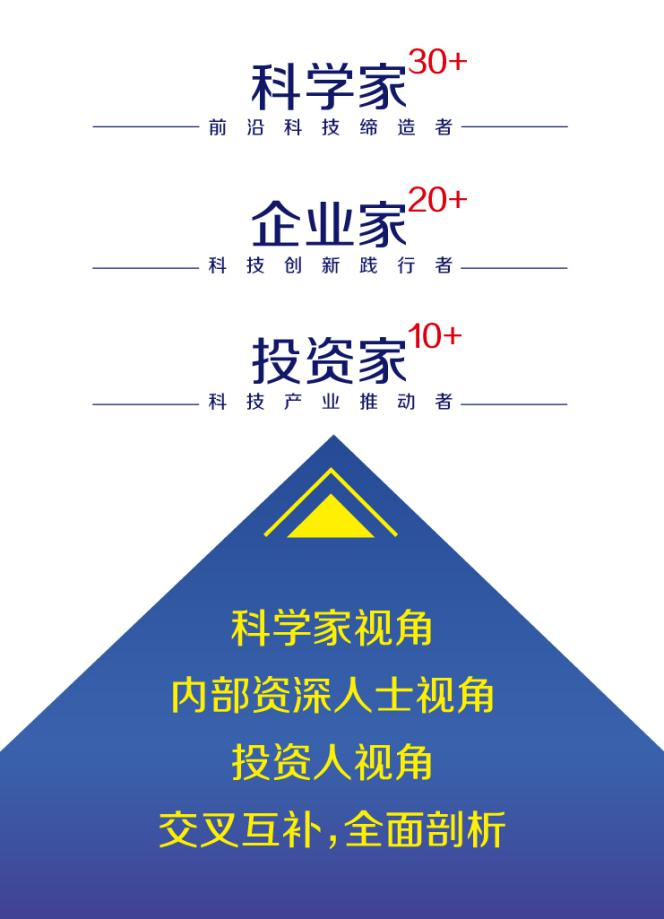 科学家30+
前沿科技缔造者
企业家20+
科技创新践行者
投资家10+
科技产业推动者
科学家视角
内部资深人士视角
投资人视角
交叉互补,全面剖析